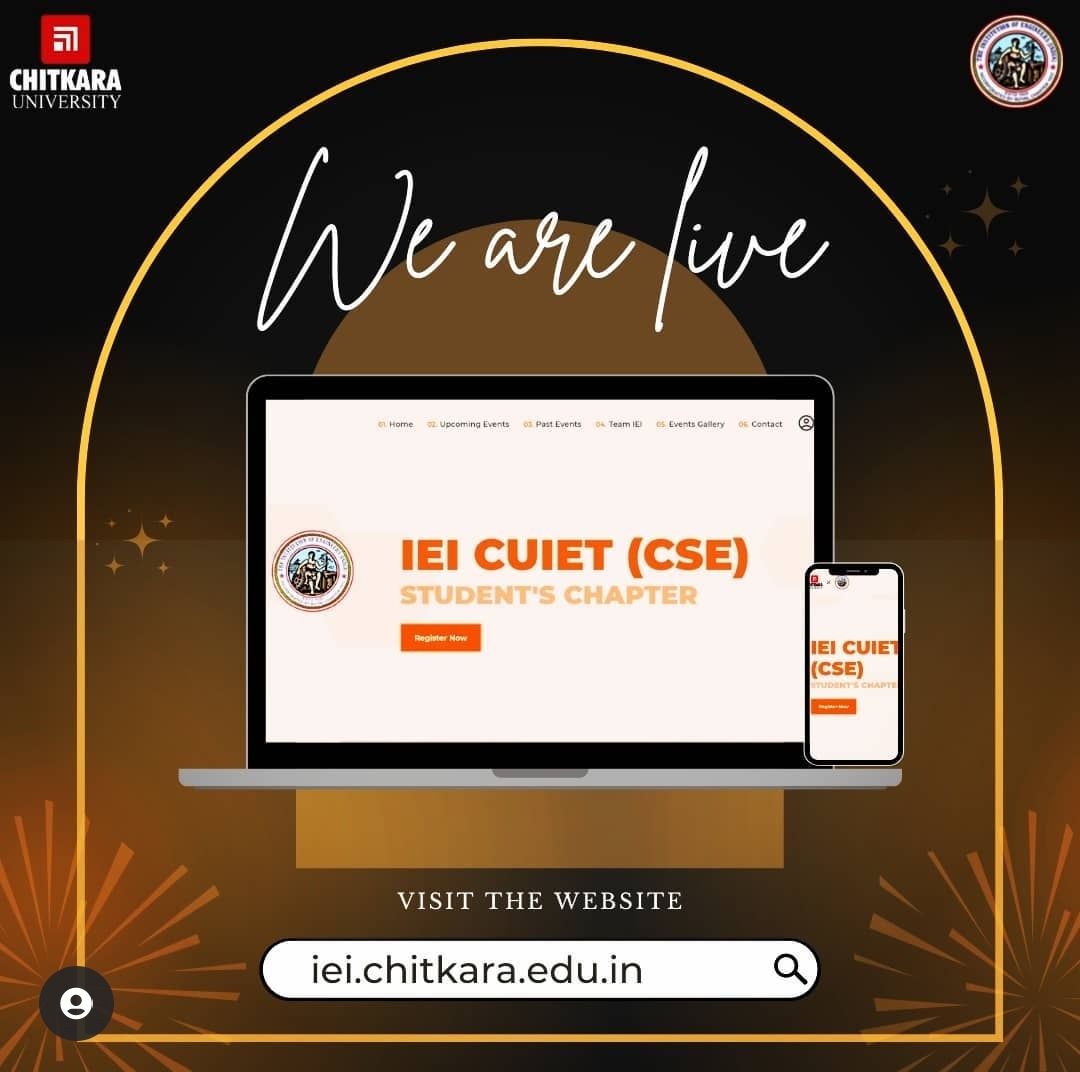 CHITKARA
UNIVERSITY
We are live
01. Home 02. Upcoming Events 03. Past Events 04. Team IEI 05. Events Gallery 06. Contact
IEI CUIET (CSE)
STUDENT'S CHAPTER
Register Now
IEI CUIET
(CSE)
STUDENT'S CHAPTE
Register Now
VISIT THE WEBSITE
iei.chitkara.edu.in